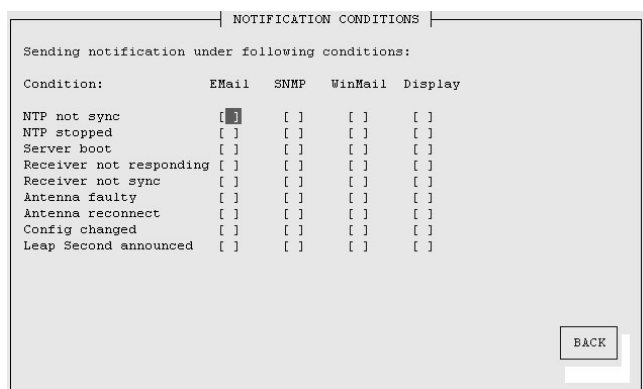 NOTIFICATION CONDITIONS
Sending notification under following conditions:
Condition: EMail SNMP WinMail Display
NTP not sync [ ] [ ] [ ] [ ]
NTP stopped [ ] [ ] [ ] [ ]
Server boot [ ] [ ] [ ] [ ]
Receiver not responding [ ] [ ] [ ] [ ]
Receiver not sync [ ] [ ] [ ] [ ]
Antenna faulty [ ] [ ] [ ] [ ]
Antenna reconnect [ ] [ ] [ ] [ ]
Config changed [ ] [ ] [ ] [ ]
Leap Second announced [ ] [ ] [ ] [ ]
BACK